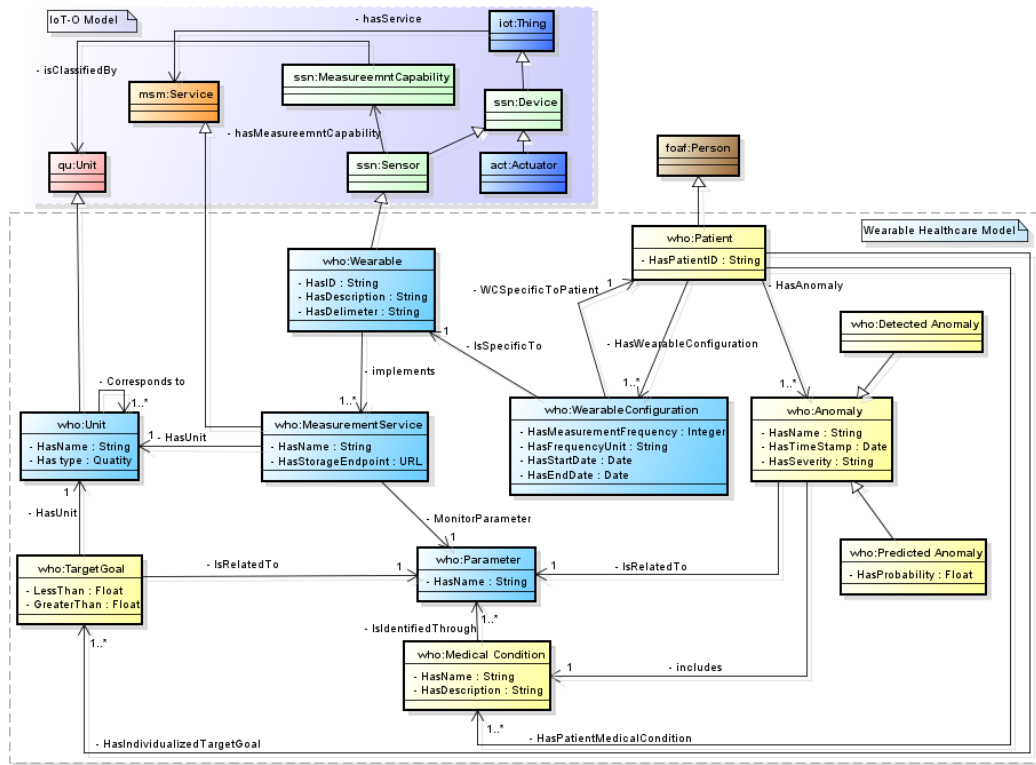 IoT-O Model
- hasService
iot:Thing
- isClassifiedBy
ssn:MeasureemntCapability
msm:Service
ssn:Device
- hasMeasureemntCapability
foaf:Person
qu:Unit
ssn:Sensor
act:Actuator
Wearable Healthcare Model
who:Patient
- HasPatientID : String
who:Wearable
- HasID : String
- HasDescription : String
- HasDelimeter : String
- WCSpecificToPatient
1
- HasAnomaly
who:Detected Anomaly
1
- IsSpecificTo
- HasWearableConfiguration
- implements
- Corresponds to
1..*
1..*
1..*
1..*
who:Unit
- HasName : String
- Has type : Quatity
1
- HasUnit
who:MeasurementService
- HasName : String
- HasStorageEndpoint : URL
who:WearableConfiguration
- HasMeasurementFrequency : Integer
- HasFrequencyUnit : String
- HasStartDate : Date
- HasEndDate : Date
who:Anomaly
- HasName : String
- HasTimeStamp : Date
- HasSeverity : String
1
- HasUnit
- MonitorParameter
1
who:Predicted Anomaly
- HasProbability : Float
who:TargetGoal
- LessThan : Float
- GreaterThan : Float
- IsRelatedTo
1
who:Parameter
- HasName : String
1
- IsRelatedTo
1..*
- IsIdentifiedThrough
1..*
who:Medical Condition
- HasName : String
- HasDescription : String
1
- includes
1..*
- HasIndividualizedTargetGoal
- HasPatientMedicalCondition